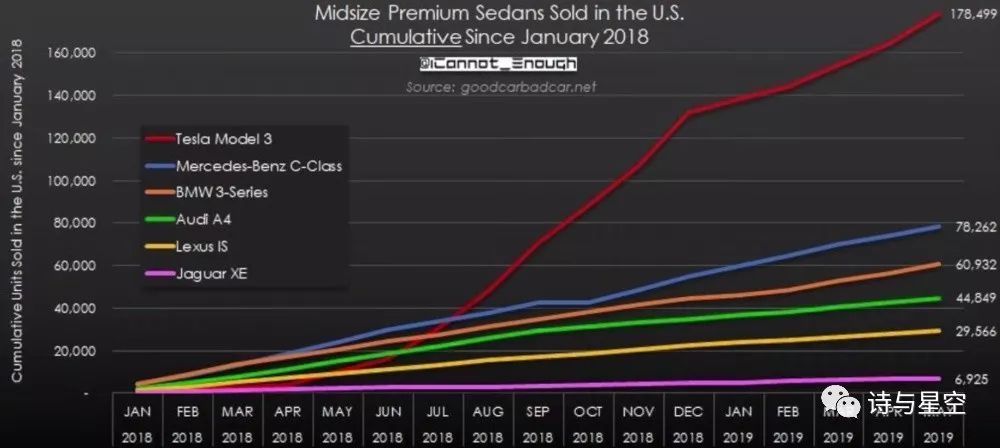 Midsize Premium Sedans Sold in the U.S.
Cumulative Since January 2018
@iCannot_Enough
Source: goodcarbadcar.net
Cumulative Units Sold in the U.S. since January 2018
160,000
140,000
120,000
100,000
80,000
60,000
40,000
20,000
-
Tesla Model 3
Mercedes-Benz C-Class
BMW 3-Series
Audi A4
Lexus IS
Jaguar XE
178,499
78,262
60,932
44,849
29,566
6,925
JAN FEB MAR APR MAY JUN JUL AUG SEP OCT NOV DEC JAN FEB MAR APR MAY
2018 2018 2018 2018 2018 2018 2018 2018 2018 2018 2018 2018 2019 2019 2019 2019 2019
诗与星空